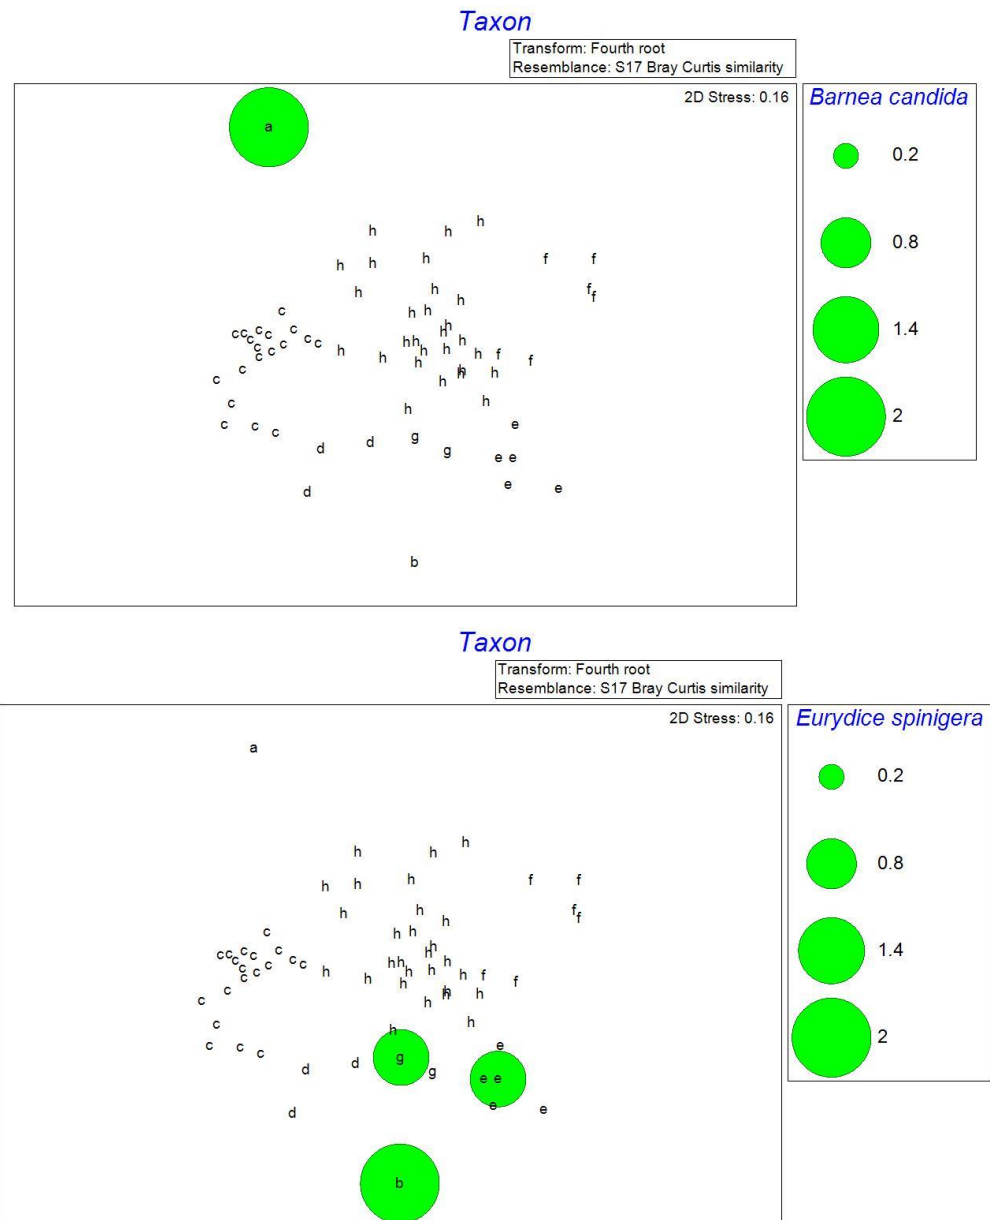 Taxon
Transform: Fourth root
Resemblance: S17 Bray Curtis similarity
2D Stress: 0.16
a
h
h h
h f f
h h
h h f
h f
c h h
c h
c c c c h
c c c h h h
c c c h h h h f
c h h f
c h h h
c h
c h
c h
c c e
c
d d g
g
e e
d e e
b
Barnea candida
0.2
0.8
1.4
2
Taxon
Transform: Fourth root
Resemblance: S17 Bray Curtis similarity
2D Stress: 0.16
a
h
h h
h f f
h h
h h f
h f
c h h
c h
c c c c h
c c c h h h
c c c h h h h f
c h h f
c h h h
c h
c h
c h
c c e
c
d d g
g
e e
d e e
b
Eurydice spinigera
0.2
0.8
1.4
2